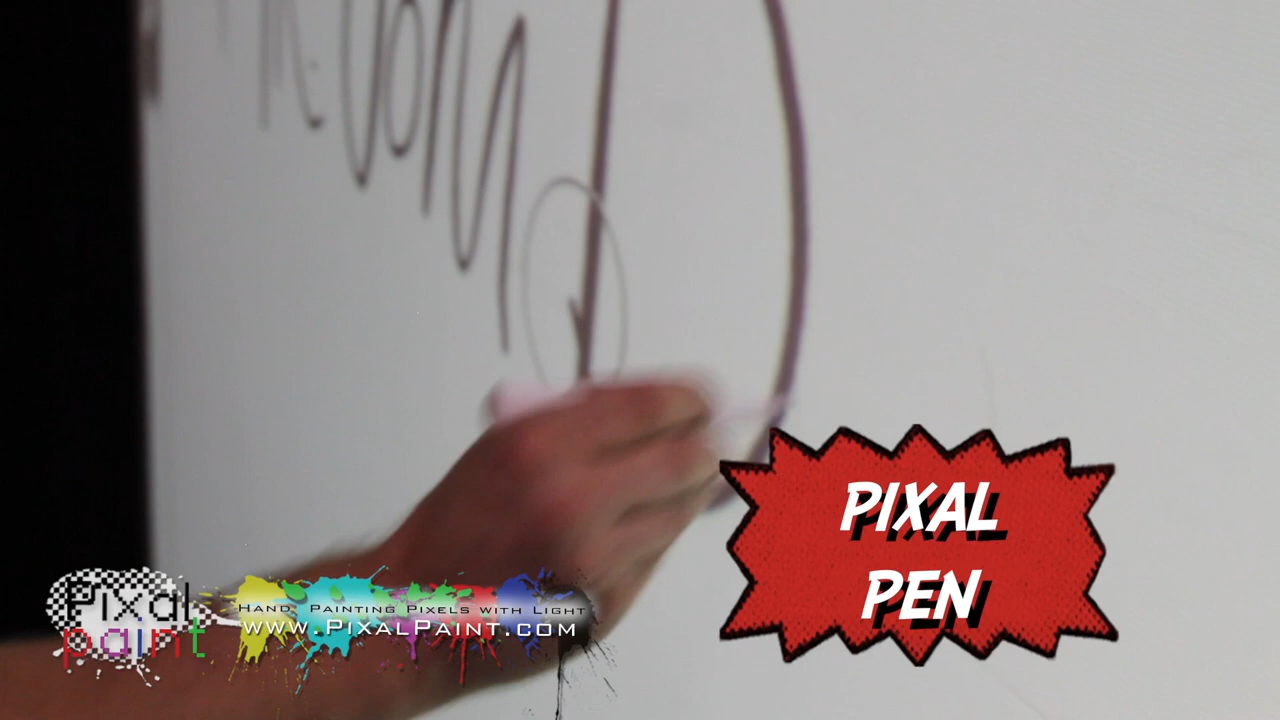 PIXAL
PEN
Pixal
paint
Hand Painting Pixels with Light
www.PixalPaint.com